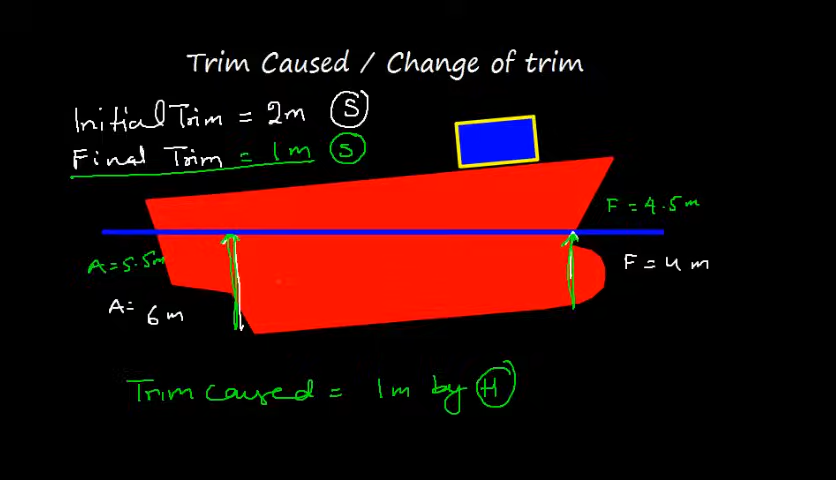 Trim Caused / Change of trim
Initial Trim = 2m (S)
Final Trim = 1m (S)
F = 4.5m
A=5.5m
F = 4 m
A= 6m
Trim caused = 1m by (H)